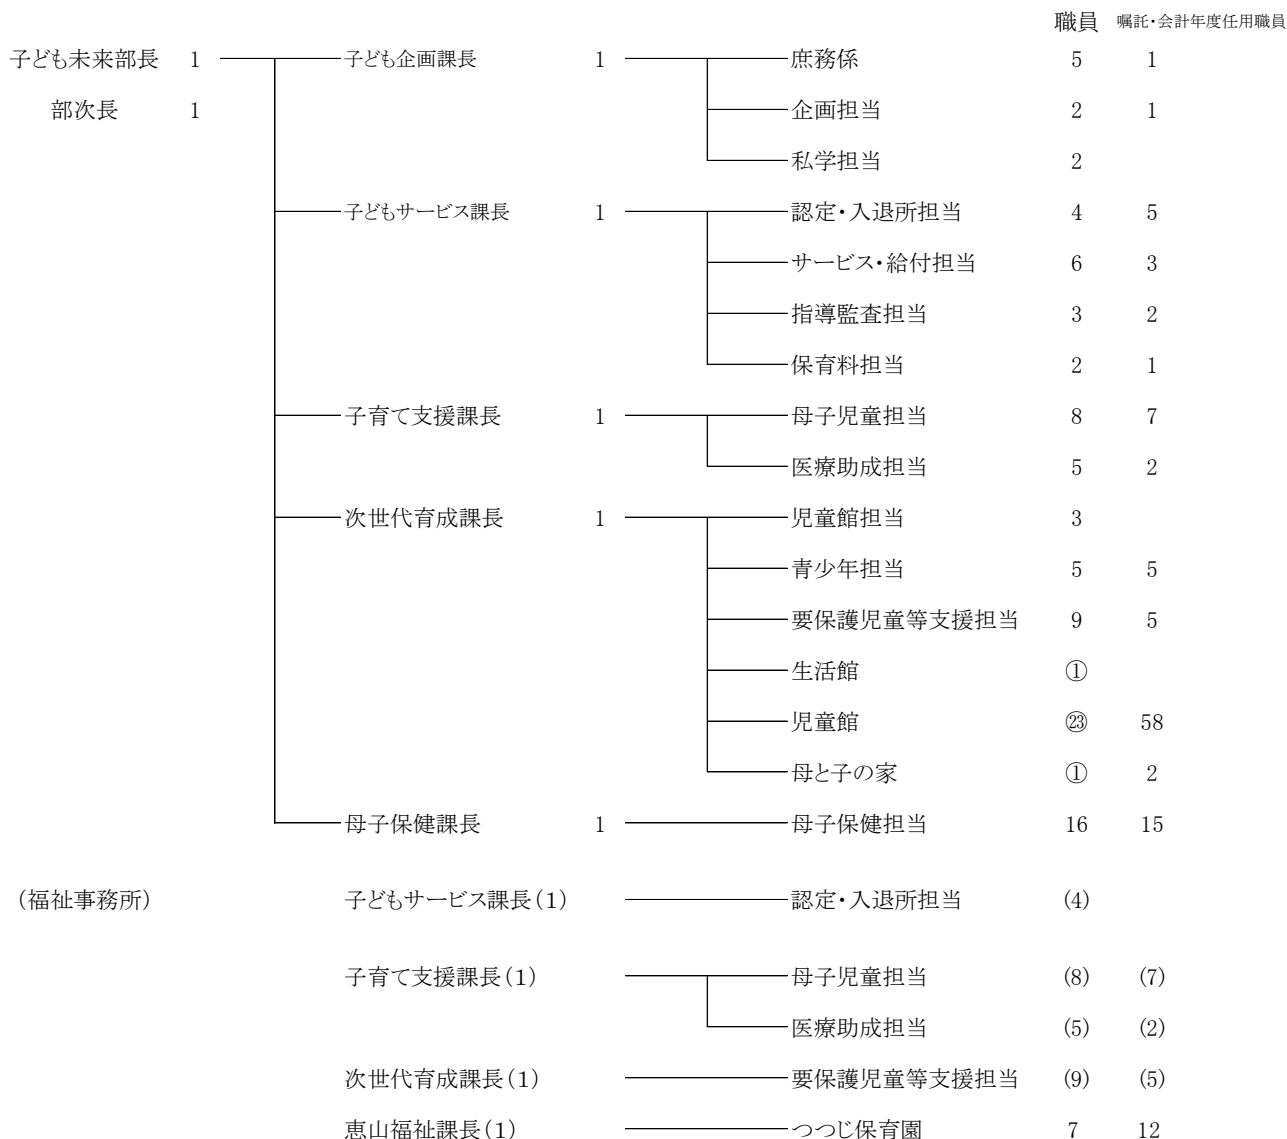 職員 嘱託・会計年度任用職員
子ども未来部長 1 子ども企画課長 1 庶務係 5 1
部次長 1 企画担当 2 1
私学担当 2
子どもサービス課長 1 認定・入退所担当 4 5
サービス・給付担当 6 3
指導監査担当 3 2
保育料担当 2 1
子育て支援課長 1 母子児童担当 8 7
医療助成担当 5 2
次世代育成課長 1 児童館担当 3
青少年担当 5 5
要保護児童等支援担当 9 5
生活館 ①
児童館 ㉓ 58
母と子の家 ① 2
母子保健課長 1 母子保健担当 16 15
(福祉事務所) 子どもサービス課長(1) 認定・入退所担当 (4)
子育て支援課長(1) 母子児童担当 (8) (7)
医療助成担当 (5) (2)
次世代育成課長(1) 要保護児童等支援担当 (9) (5)
恵山福祉課長(1) つつじ保育園 7 12